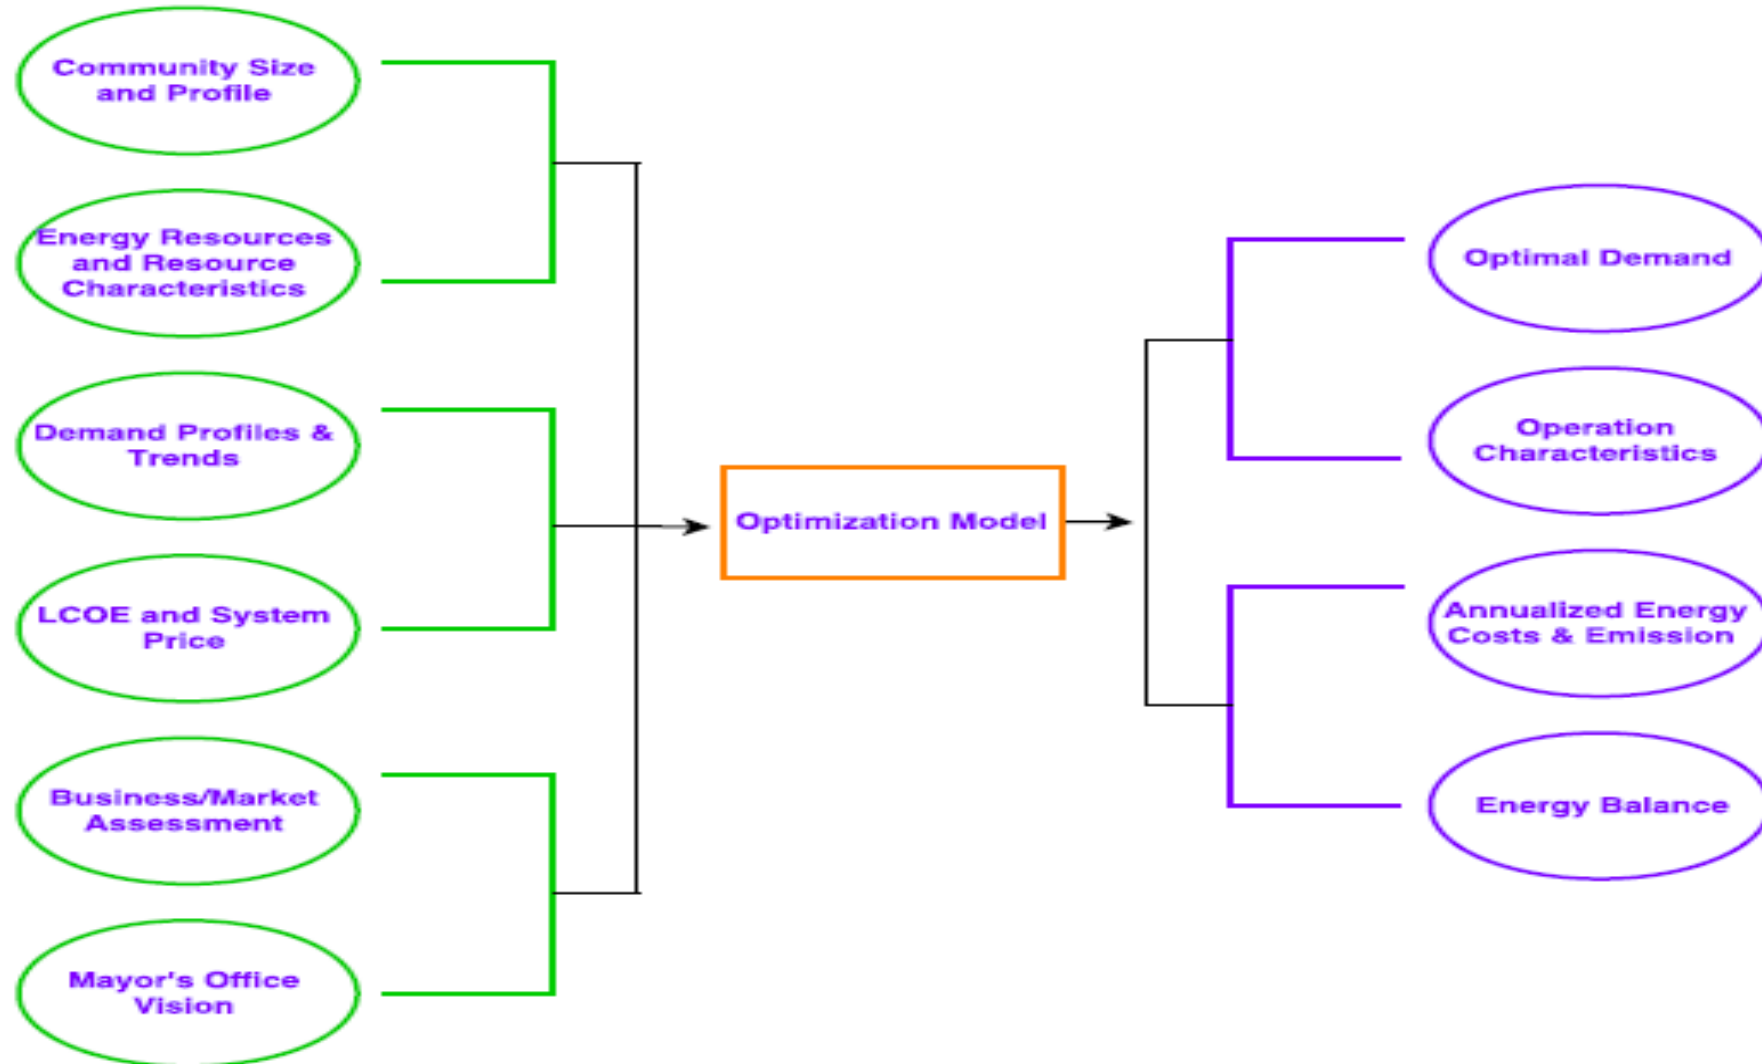 Community Size
and Profile
Energy Resources
and Resource
Characteristics
Demand Profiles &
Trends
LCOE and System
Price
Business/Market
Assessment
Mayor's Office
Vision
Optimization Model
Optimal Demand
Operation
Characteristics
Annualized Energy
Costs & Emission
Energy Balance